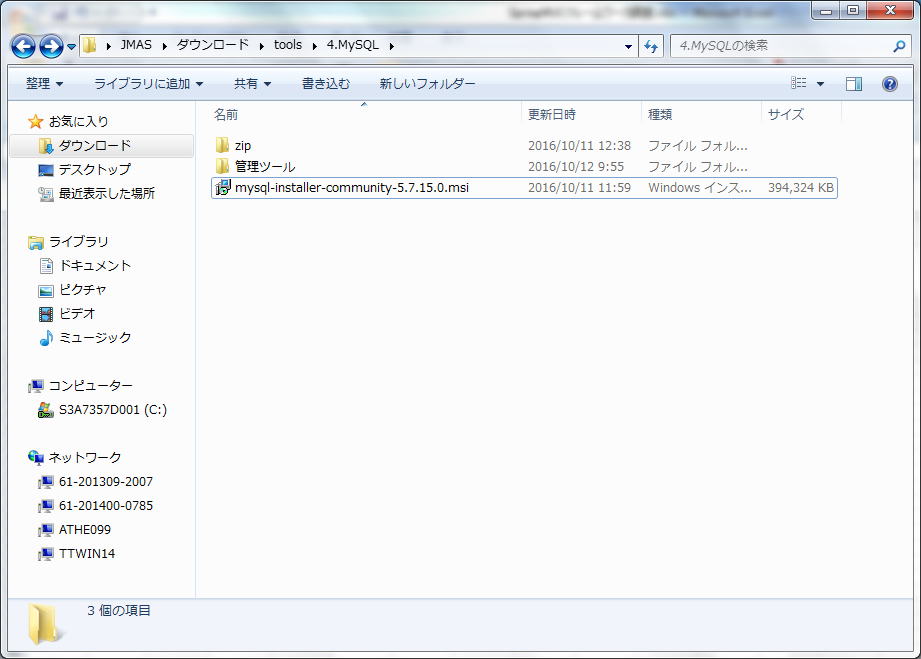 JMAS ダウンロード tools 4.MySQL 4.MySQLの検索
整理 ライブラリに追加 共有 書き込む 新しいフォルダー
名前 更新日時 種類 サイズ
お気に入り
ダウンロード
デスクトップ
最近表示した場所
ライブラリ
ドキュメント
ピクチャ
ビデオ
ミュージック
コンピューター
S3A7357D001 (C:)
ネットワーク
61-201309-2007
61-201400-0785
ATHE099
TTWIN14
zip 2016/10/11 12:38 ファイル フォル...
管理ツール 2016/10/12 9:55 ファイル フォル...
mysql-installer-community-5.7.15.0.msi 2016/10/11 11:59 Windows インス... 394,324 KB
3 個の項目